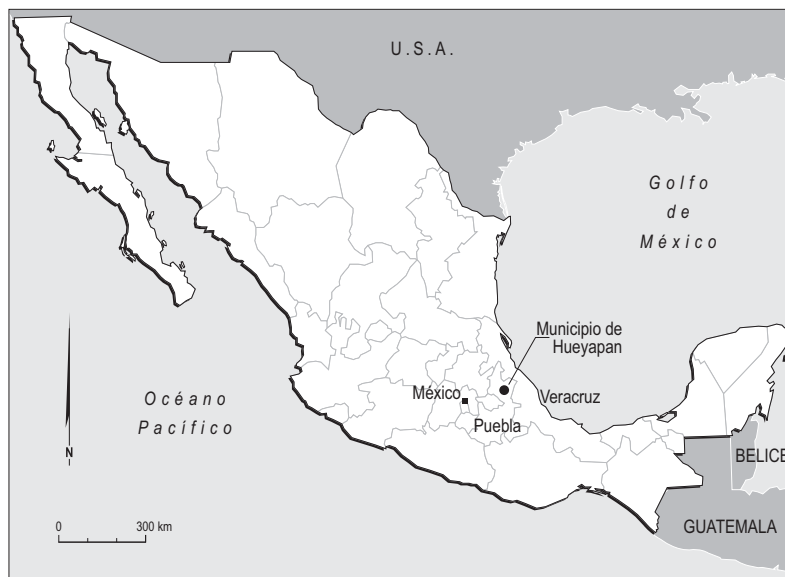 U.S.A.
Golfo
de
México
Municipio de
Hueyapan
México
Veracruz
Puebla
Océano
Pacífico
N
BELICE
GUATEMALA
0 300 km